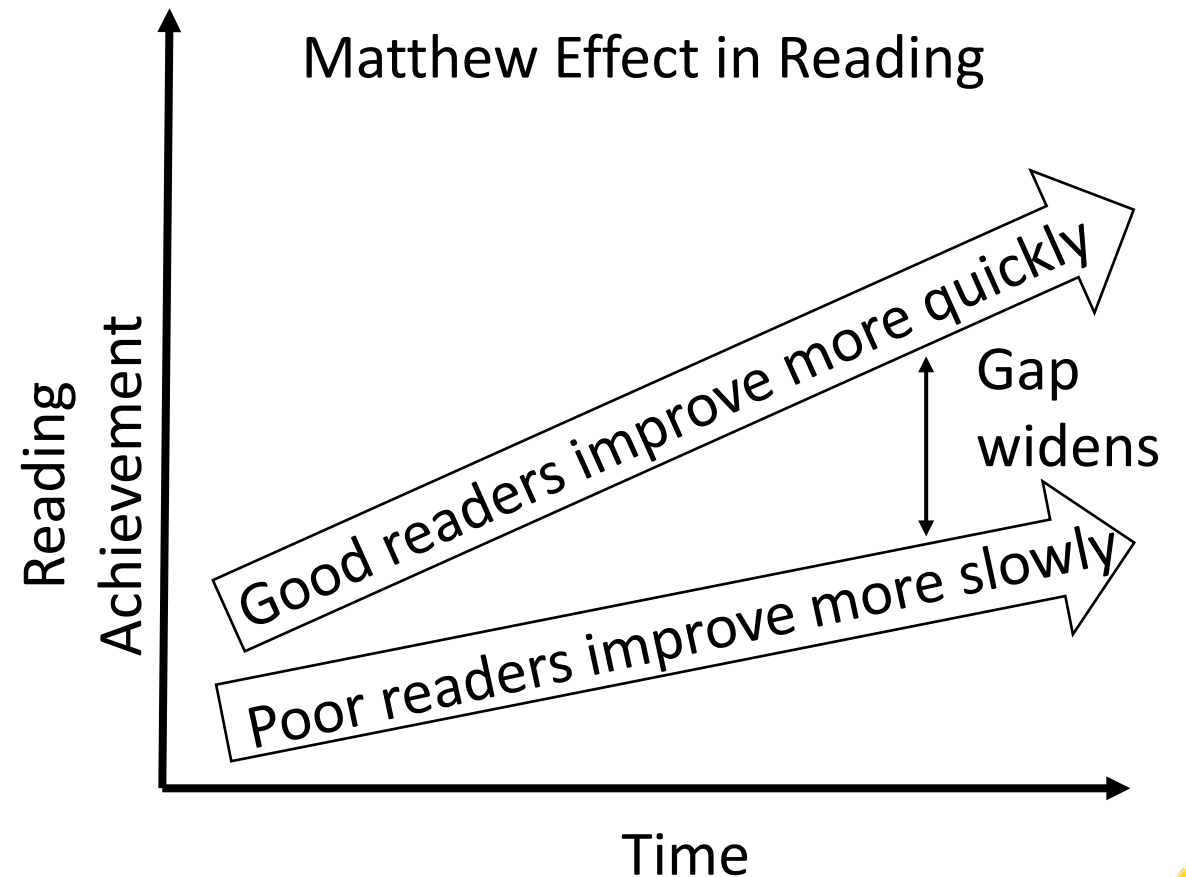 Matthew Effect in Reading
Reading
Achievement
Good readers improve more quickly
Gap
widens
Poor readers improve more slowly
Time